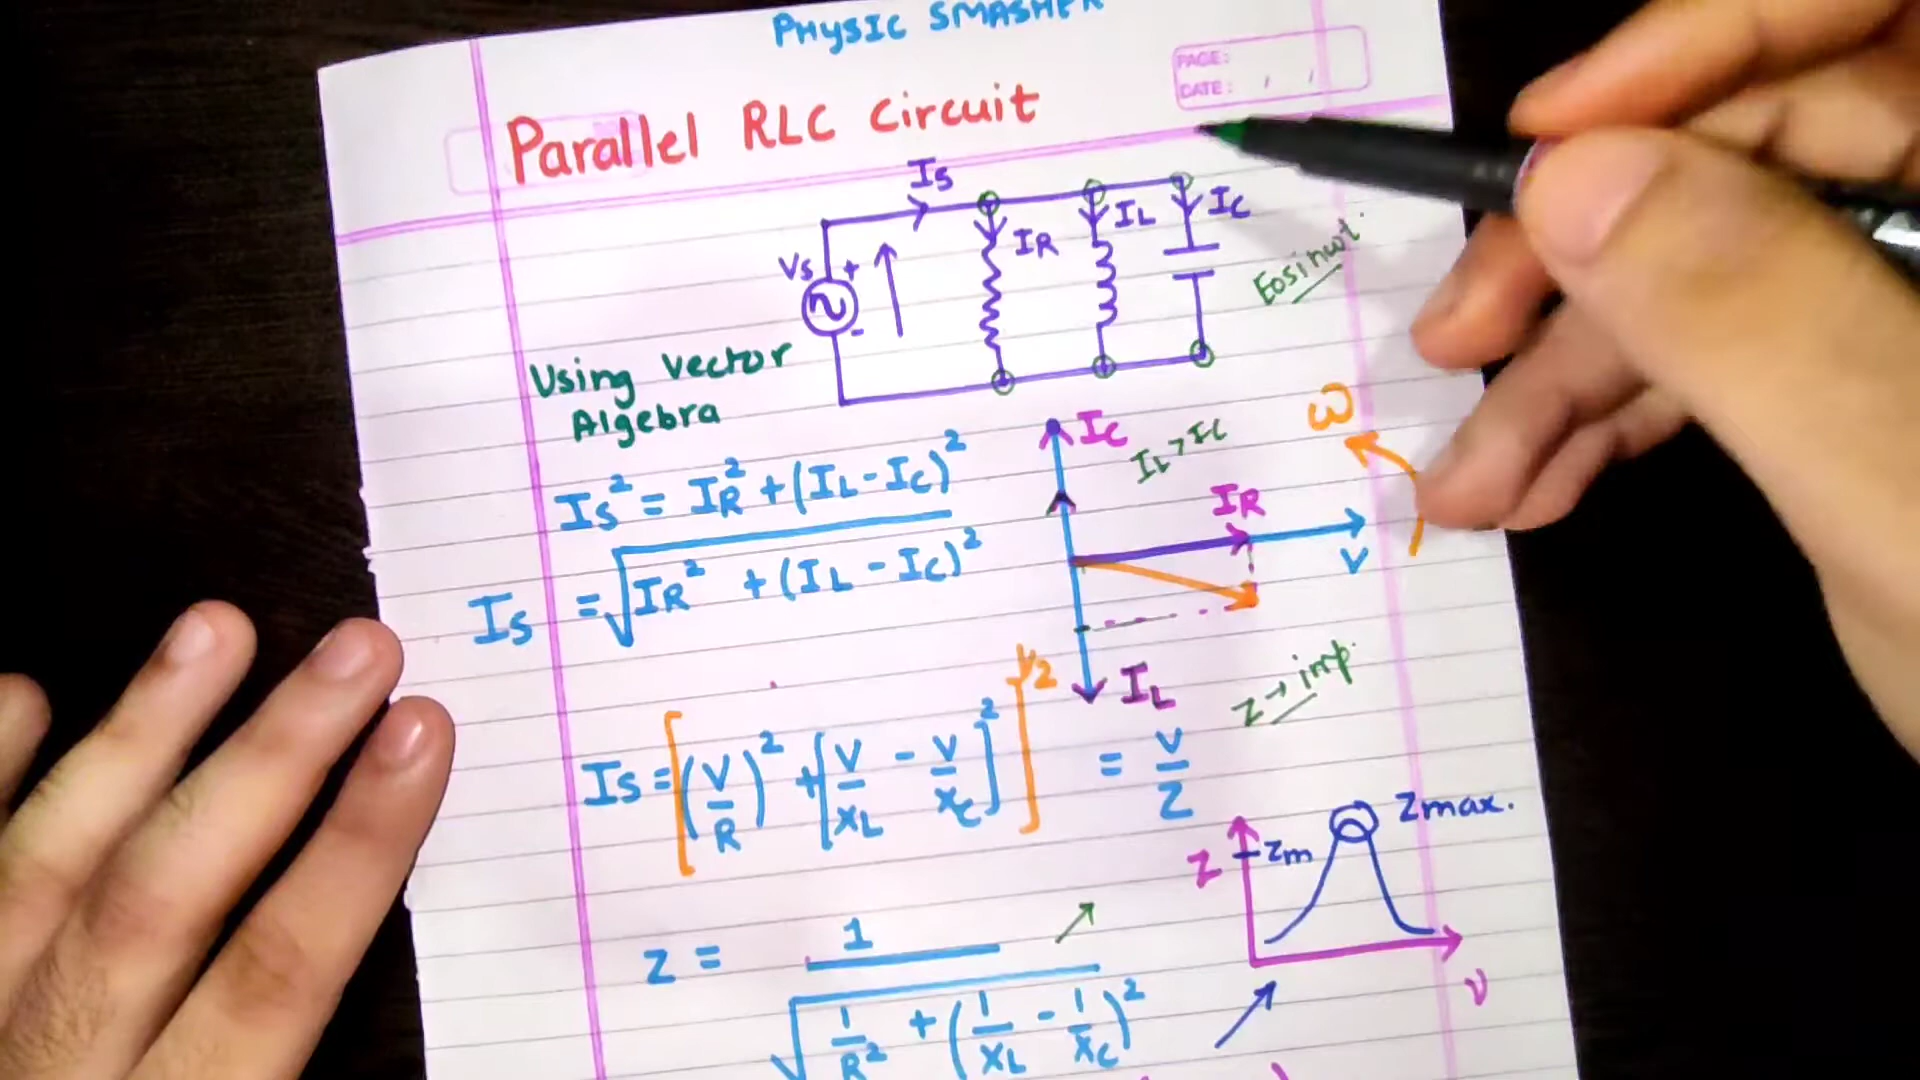 PHYSIC SMASHER
PAGE:
DATE: / /
Parallel RLC circuit
Is
IR
IL
Ic
Vs + -
Eosinwt
Using vector
Algebra
Ic
IL > Ic
ω
IR
V
IL
Is² = IR² + (IL - Ic)²
Is = √IR² + (IL - Ic)²
Z → imp.
Is = [(V/R)² + [V/XL - V/Xc]²]^1/2 = V/Z
Zmax.
Z
Zm
ν
Z = 1/√1/R² + (1/XL - 1/Xc)²